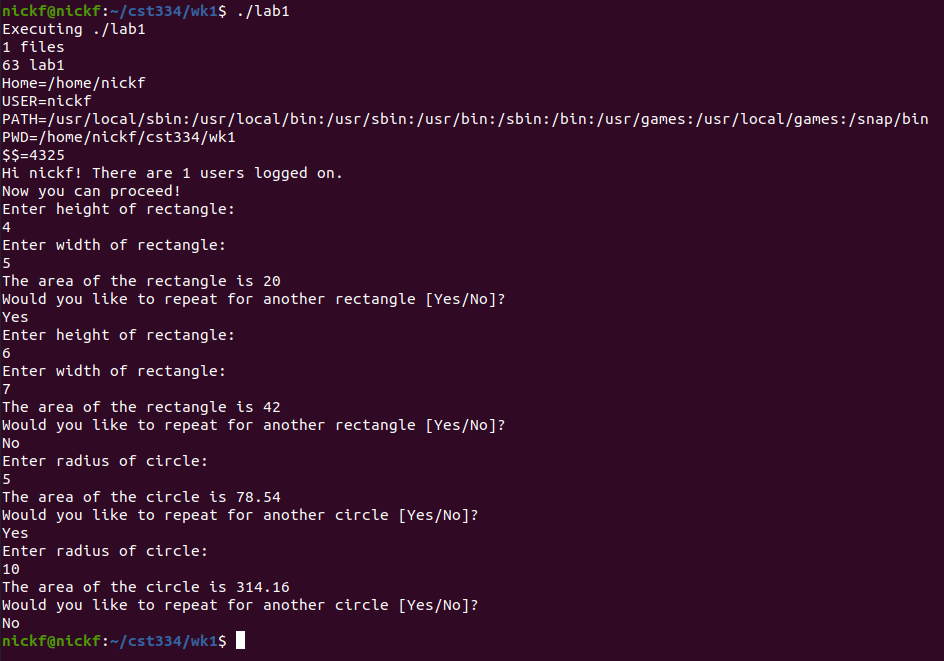 nickf@nickf:~/cst334/wk1$ ./lab1
Executing ./lab1
1 files
63 lab1
Home=/home/nickf
USER=nickf
PATH=/usr/local/sbin:/usr/local/bin:/usr/sbin:/usr/bin:/sbin:/bin:/usr/games:/usr/local/games:/snap/bin
PWD=/home/nickf/cst334/wk1
$$=4325
Hi nickf! There are 1 users logged on.
Now you can proceed!
Enter height of rectangle:
4
Enter width of rectangle:
5
The area of the rectangle is 20
Would you like to repeat for another rectangle [Yes/No]?
Yes
Enter height of rectangle:
6
Enter width of rectangle:
7
The area of the rectangle is 42
Would you like to repeat for another rectangle [Yes/No]?
No
Enter radius of circle:
5
The area of the circle is 78.54
Would you like to repeat for another circle [Yes/No]?
Yes
Enter radius of circle:
10
The area of the circle is 314.16
Would you like to repeat for another circle [Yes/No]?
No
nickf@nickf:~/cst334/wk1$